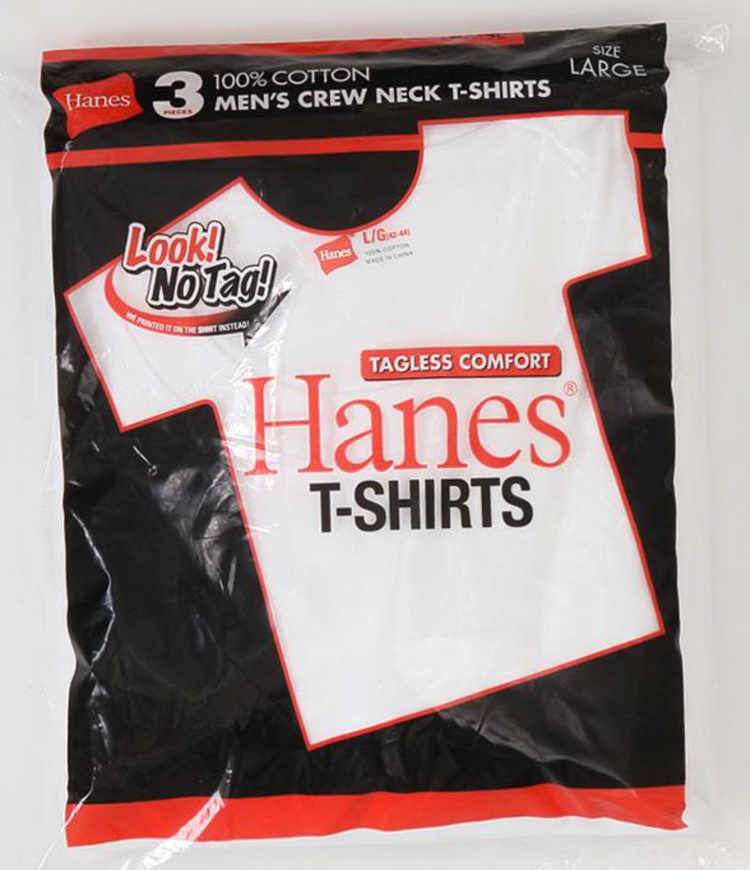 Hanes
3
PIECES
100% COTTON
MEN'S CREW NECK T-SHIRTS
SIZE
LARGE
Look!
No Tag!
WE PRINTED IT ON THE SHIRT INSTEAD!
Hanes
L/G(42-44)
100% COTTON
MADE IN CHINA
TAGLESS COMFORT
Hanes®
T-SHIRTS